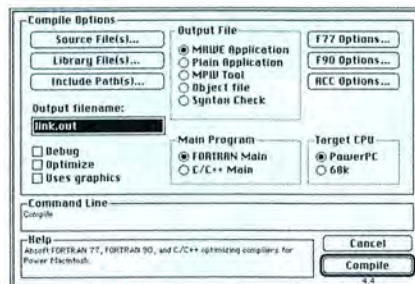 Compile Options
Source File(s)...
Library File(s)...
Include Path(s)...
Output filename:
link.out
Debug
Optimize
Uses graphics
Output File
MRWE Application
Plain Application
MPW Tool
Object file
Syntax Check
Main Program
FORTRAN Main
C/C++ Main
F77 Options...
F90 Options...
ACC Options...
Target CPU
PowerPC
68k
Command Line
Compile
Help
Absoft FORTRAN 77, FORTRAN 90, and C/C++ optimizing compilers for
Power Macintosh.
Cancel
Compile
4.4